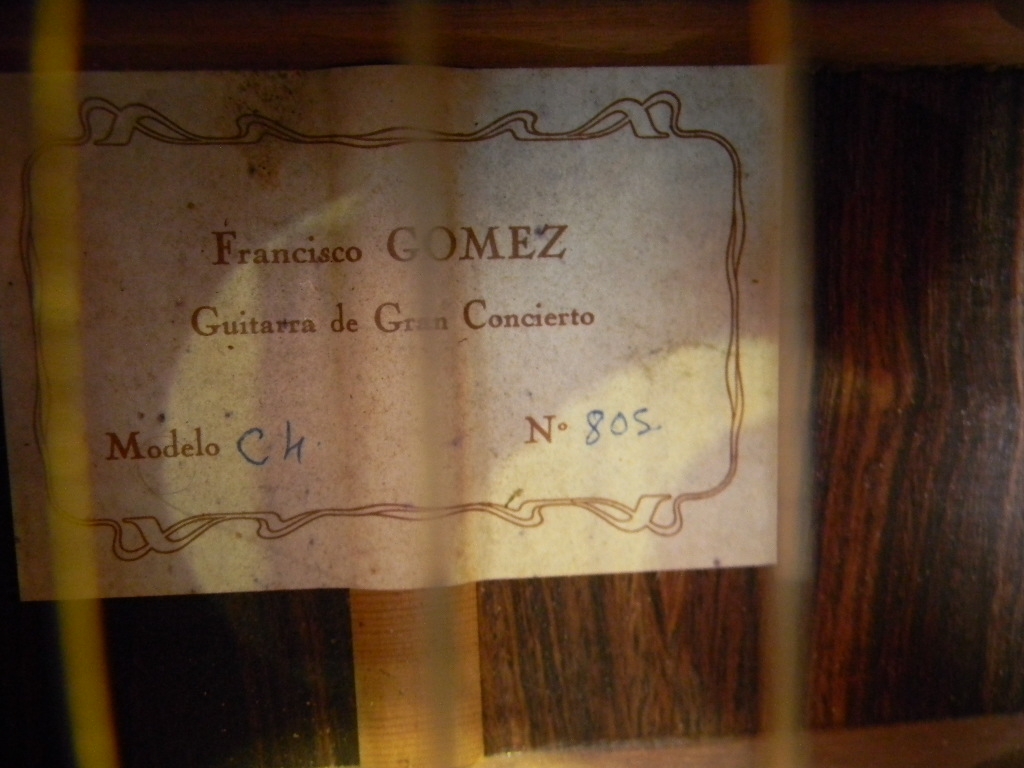 Francisco GOMEZ
Guitarra de Gran Concierto
Modelo Ch. Nº 805.